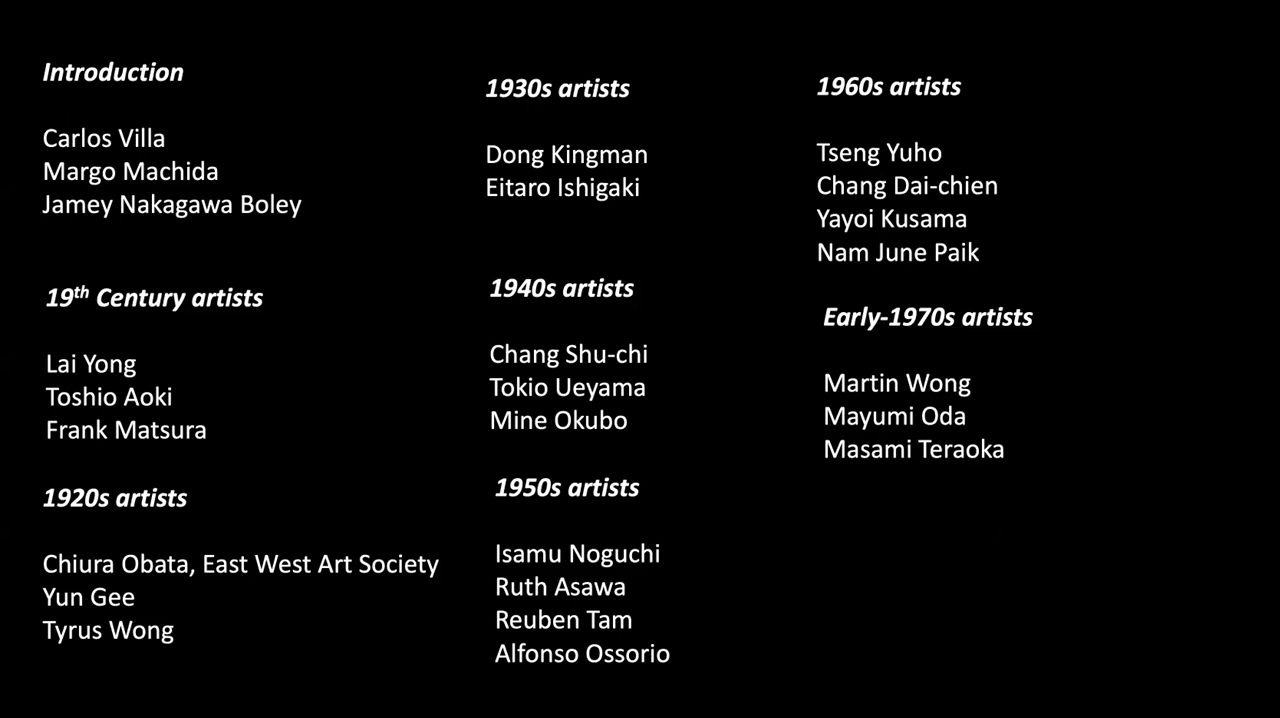 Introduction
Carlos Villa
Margo Machida
Jamey Nakagawa Boley
19th Century artists
Lai Yong
Toshio Aoki
Frank Matsura
1920s artists
Chiura Obata, East West Art Society
Yun Gee
Tyrus Wong
1930s artists
Dong Kingman
Eitaro Ishigaki
1940s artists
Chang Shu-chi
Tokio Ueyama
Mine Okubo
1950s artists
Isamu Noguchi
Ruth Asawa
Reuben Tam
Alfonso Ossorio
1960s artists
Tseng Yuho
Chang Dai-chien
Yayoi Kusama
Nam June Paik
Early-1970s artists
Martin Wong
Mayumi Oda
Masami Teraoka